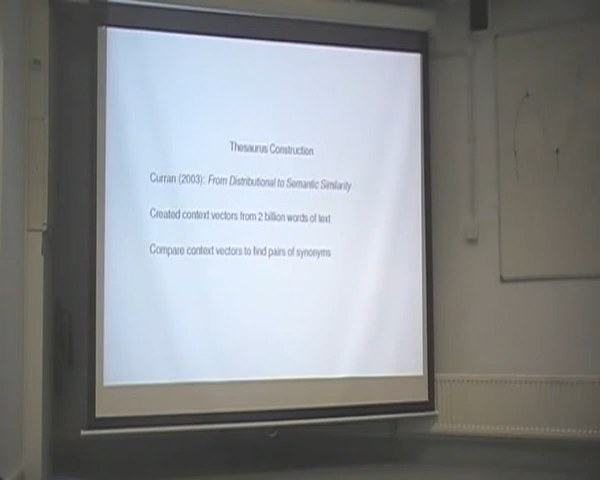 Thesaurus Construction
Curran (2003): From Distributional to Semantic Similarity
Created context vectors from 2 billion words of text
Compare context vectors to find pairs of synonyms